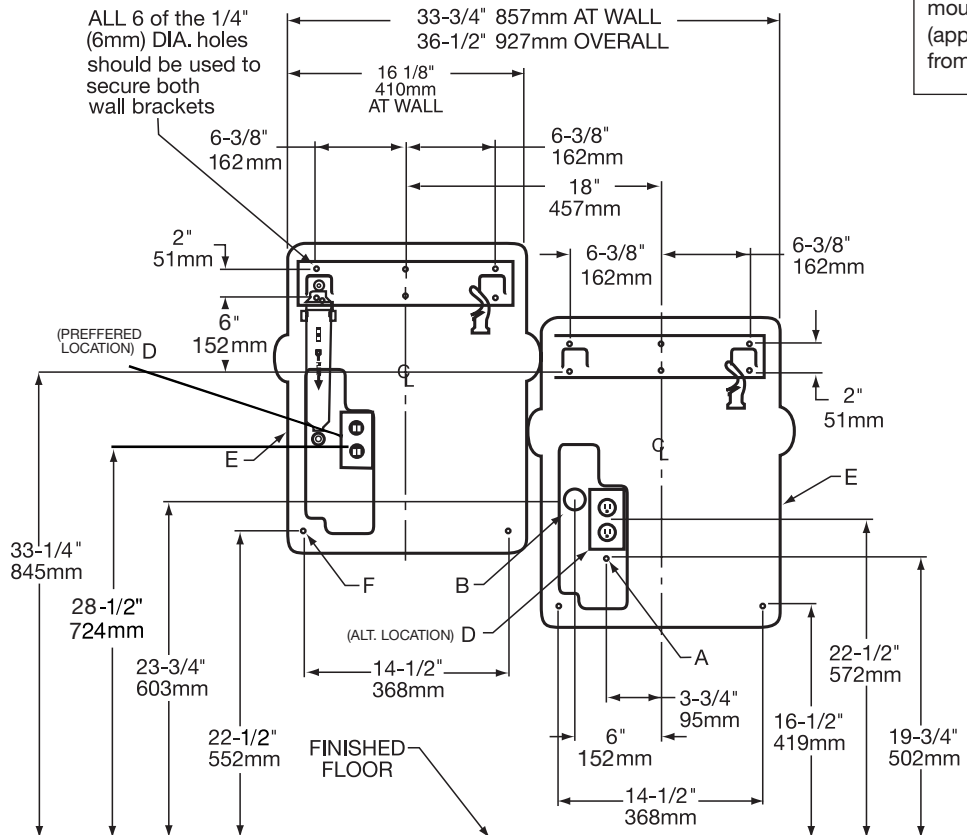 ALL 6 of the 1/4"
(6mm) DIA. holes
should be used to
secure both
wall brackets
33-3/4" 857mm AT WALL
36-1/2" 927mm OVERALL
mou
(app
from
16 1/8"
410mm
AT WALL
6-3/8"
162mm
6-3/8"
162mm
18"
457mm
2"
51mm
6-3/8"
162mm
6-3/8"
162mm
6"
152mm
(PREFFERED
LOCATION) D
CL
2"
51mm
CL
E
E
33-1/4"
845mm
F
B
28-1/2"
724mm
(ALT. LOCATION) D
A
23-3/4"
603mm
14-1/2"
368mm
3-3/4"
95mm
22-1/2"
572mm
22-1/2"
552mm
FINISHED
FLOOR
6"
152mm
16-1/2"
419mm
19-3/4"
502mm
14-1/2"
368mm